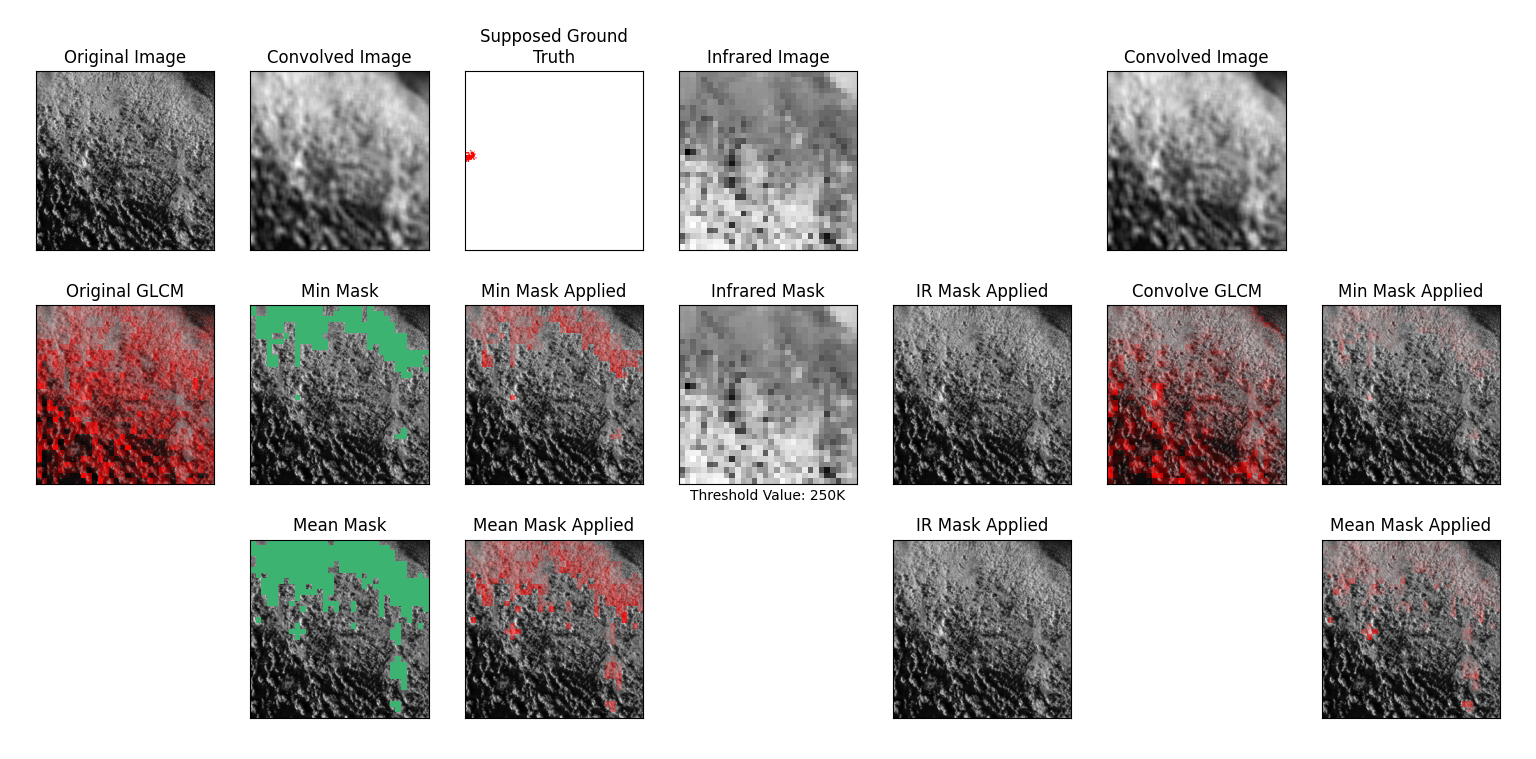 Original Image
Convolved Image
Supposed Ground
Truth
Infrared Image
Convolved Image
Original GLCM
Min Mask
Min Mask Applied
Infrared Mask
IR Mask Applied
Convolve GLCM
Min Mask Applied
Threshold Value: 250K
Mean Mask
Mean Mask Applied
IR Mask Applied
Mean Mask Applied